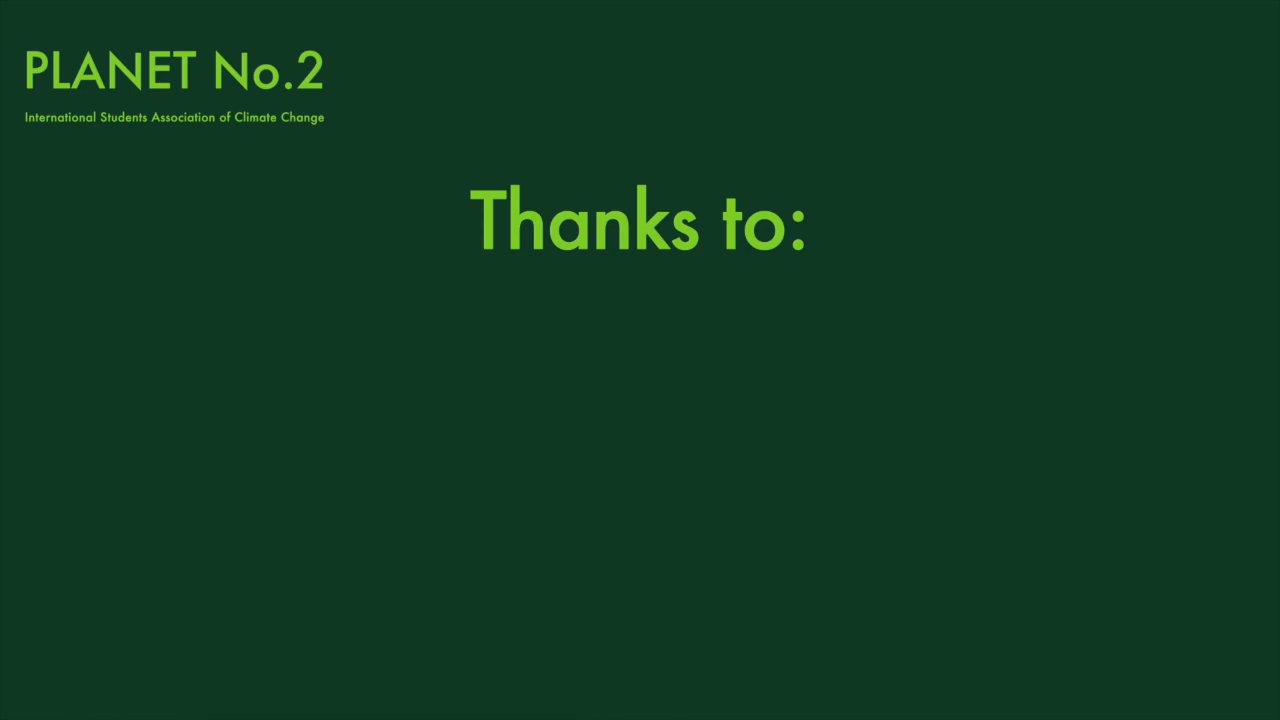 PLANET No.2
International Students Association of Climate Change
Thanks to: